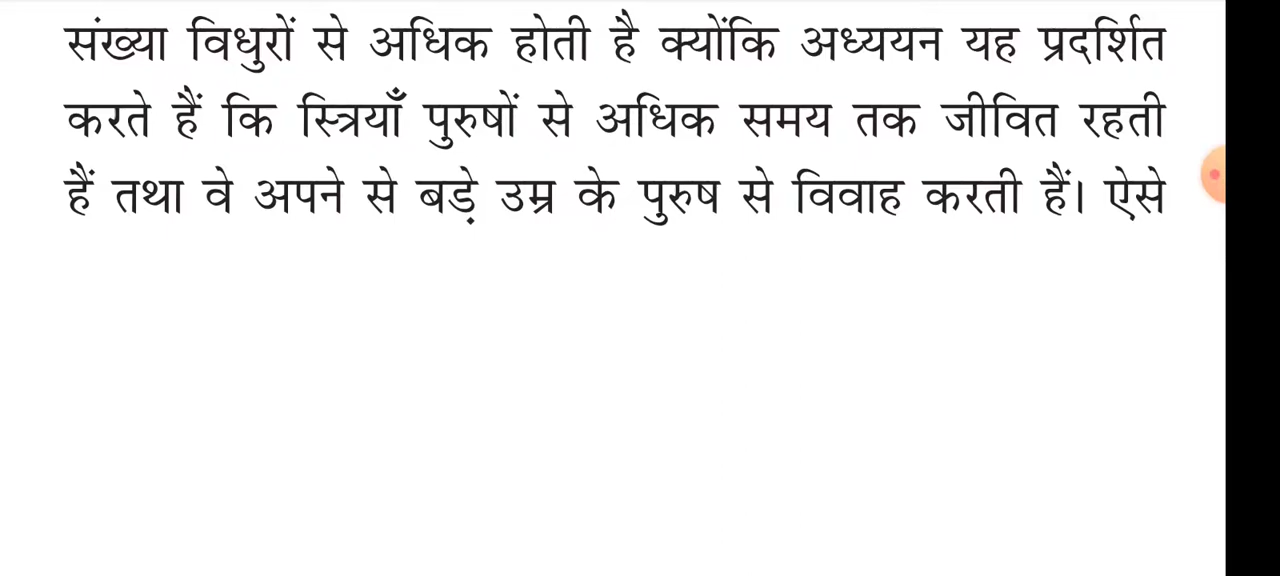 संख्या विधुरों से अधिक होती है क्योंकि अध्ययन यह प्रदर्शित
करते हैं कि स्त्रियाँ पुरुषों से अधिक समय तक जीवित रहती
हैं तथा वे अपने से बड़े उम्र के पुरुष से विवाह करती हैं। ऐसे